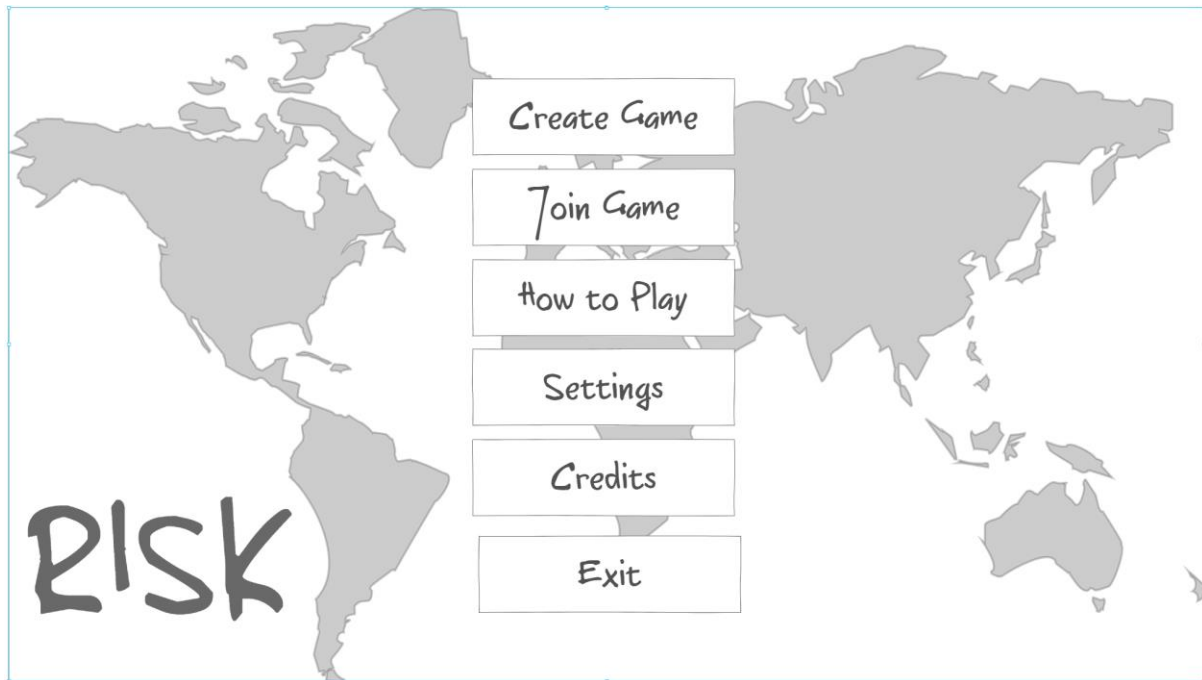 Create Game
Join Game
How to Play
Settings
Credits
Exit
RISK